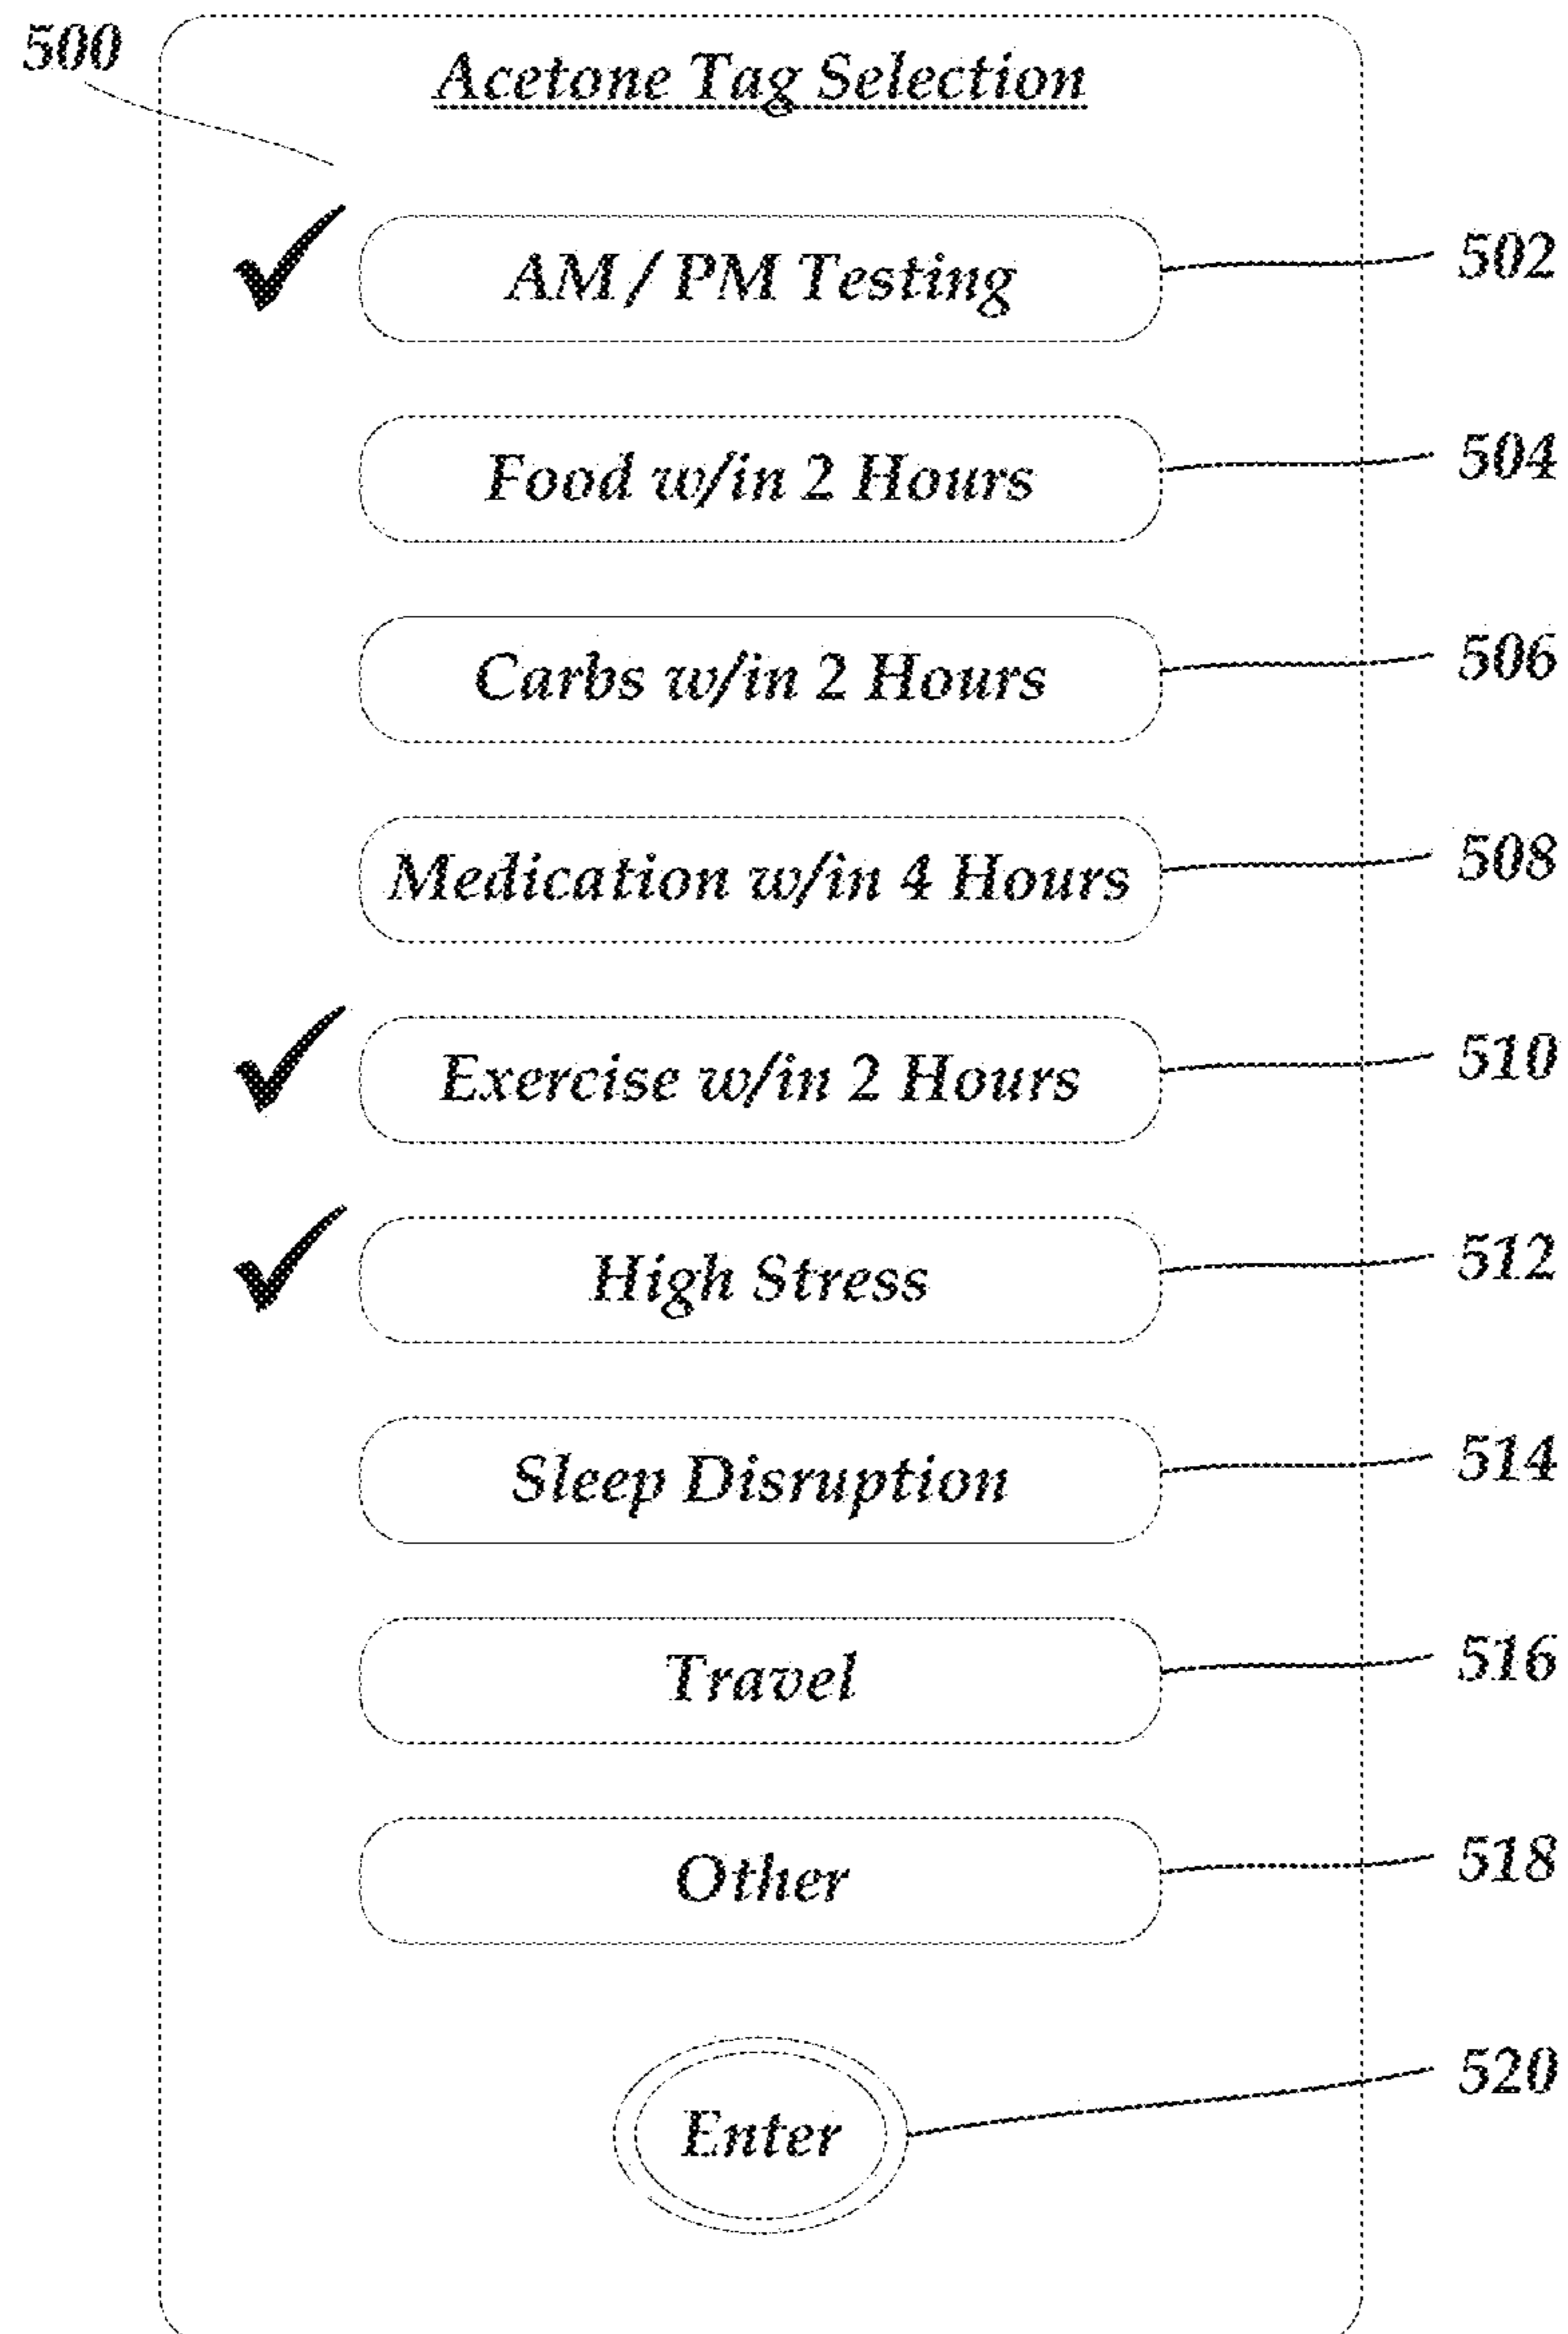 500
Acetone Tag Selection
AM / PM Testing
502
Food w/in 2 Hours
504
Carbs w/in 2 Hours
506
Medication w/in 4 Hours
508
Exercise w/in 2 Hours
510
High Stress
512
Sleep Disruption
514
Travel
516
Other
518
Enter
520